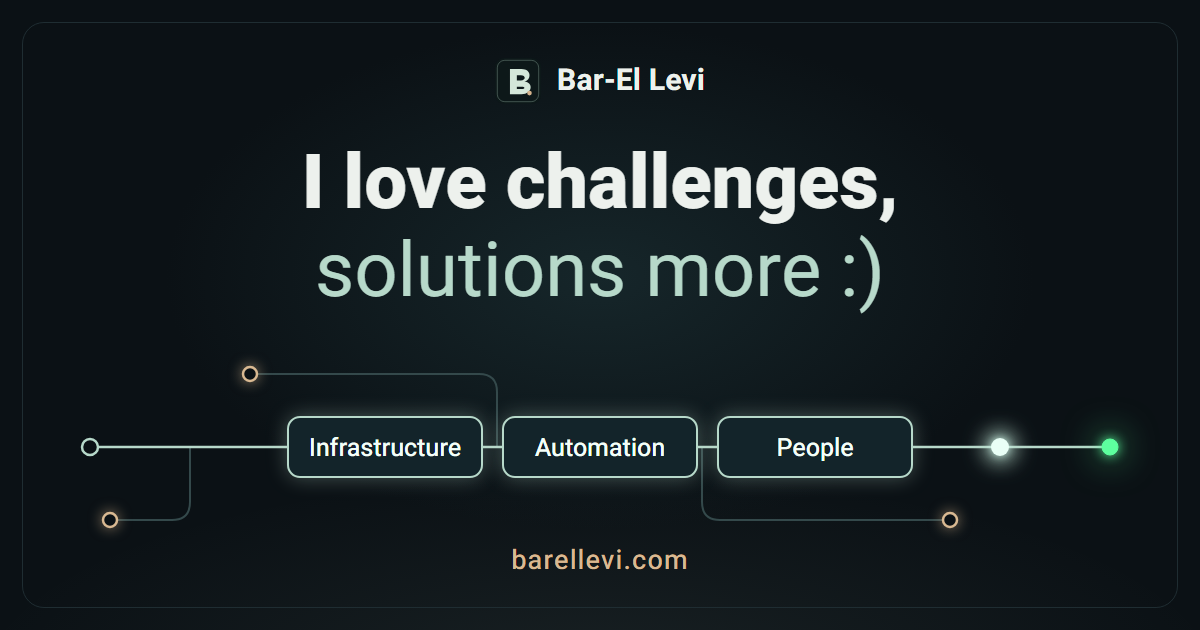 B.
Bar-El Levi
I love challenges,
solutions more :)
Infrastructure
Automation
People
barellevi.com